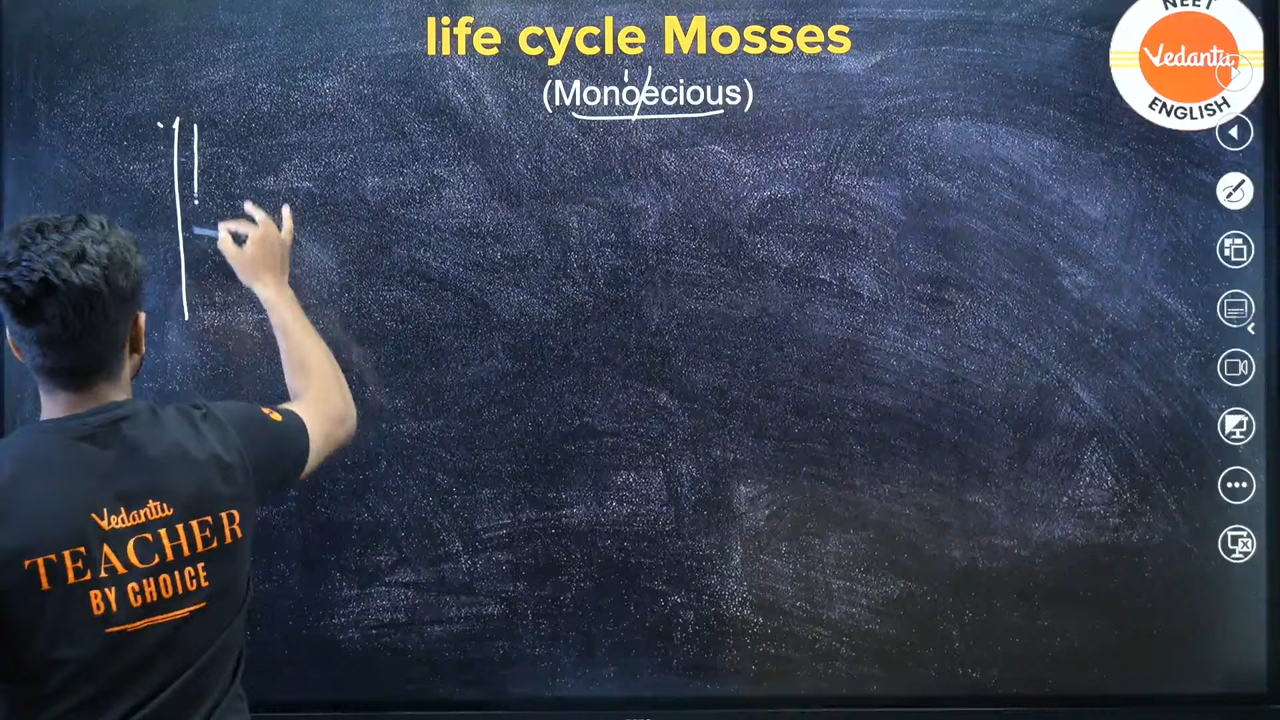 life cycle Mosses
(Monoecious)
NEET
Vedantu
ENGLISH
Vedantu
TEACHER
BY CHOICE